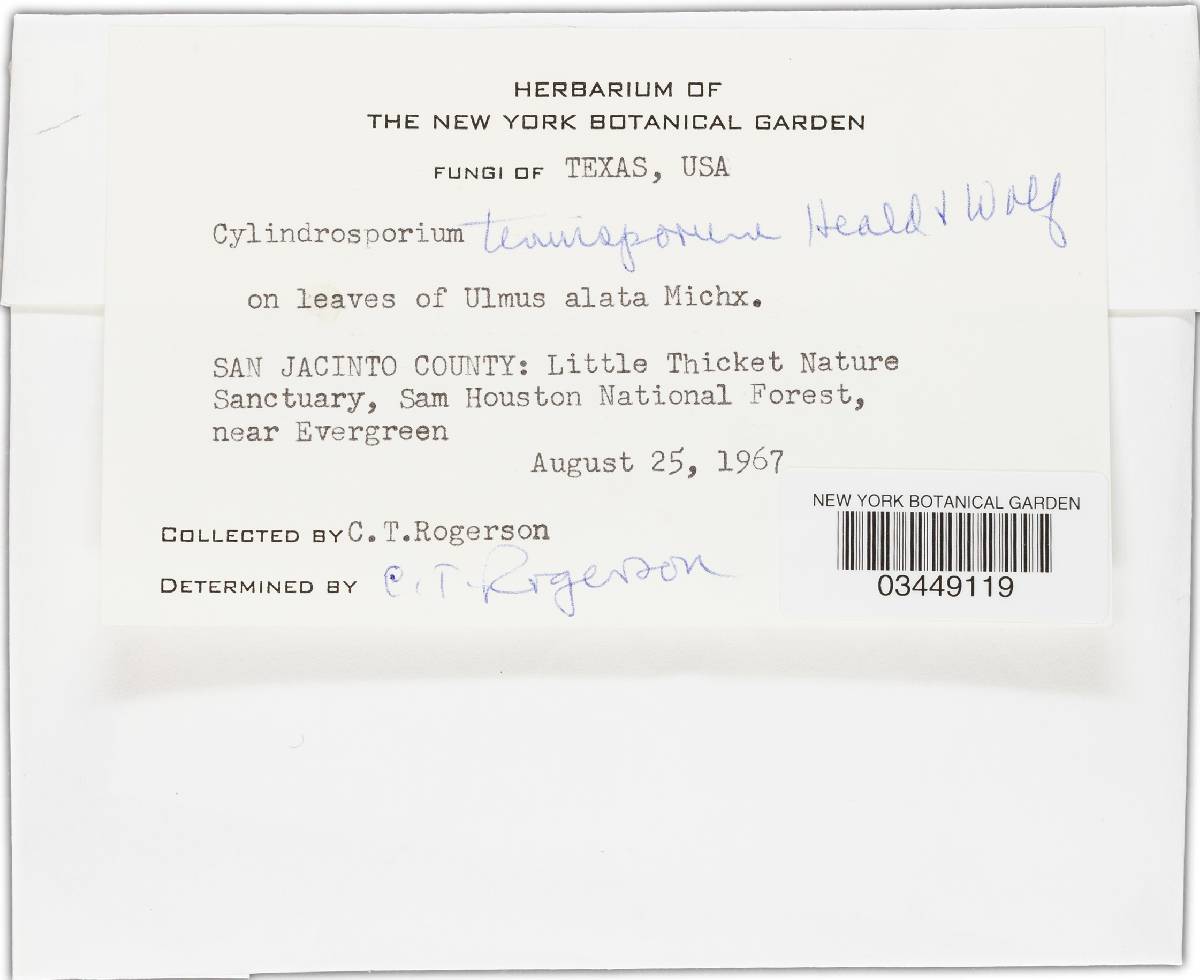 HERBARIUM OF
THE NEW YORK BOTANICAL GARDEN
FUNGI OF TEXAS, USA
Cylindrosporium tenuisporium Heald & Wolf
on leaves of Ulmus alata Michx.
SAN JACINTO COUNTY: Little Thicket Nature
Sanctuary, Sam Houston National Forest,
near Evergreen
August 25, 1967
COLLECTED BY C.T.Rogerson
DETERMINED BY C.T. Rogerson
NEW YORK BOTANICAL GARDEN
03449119